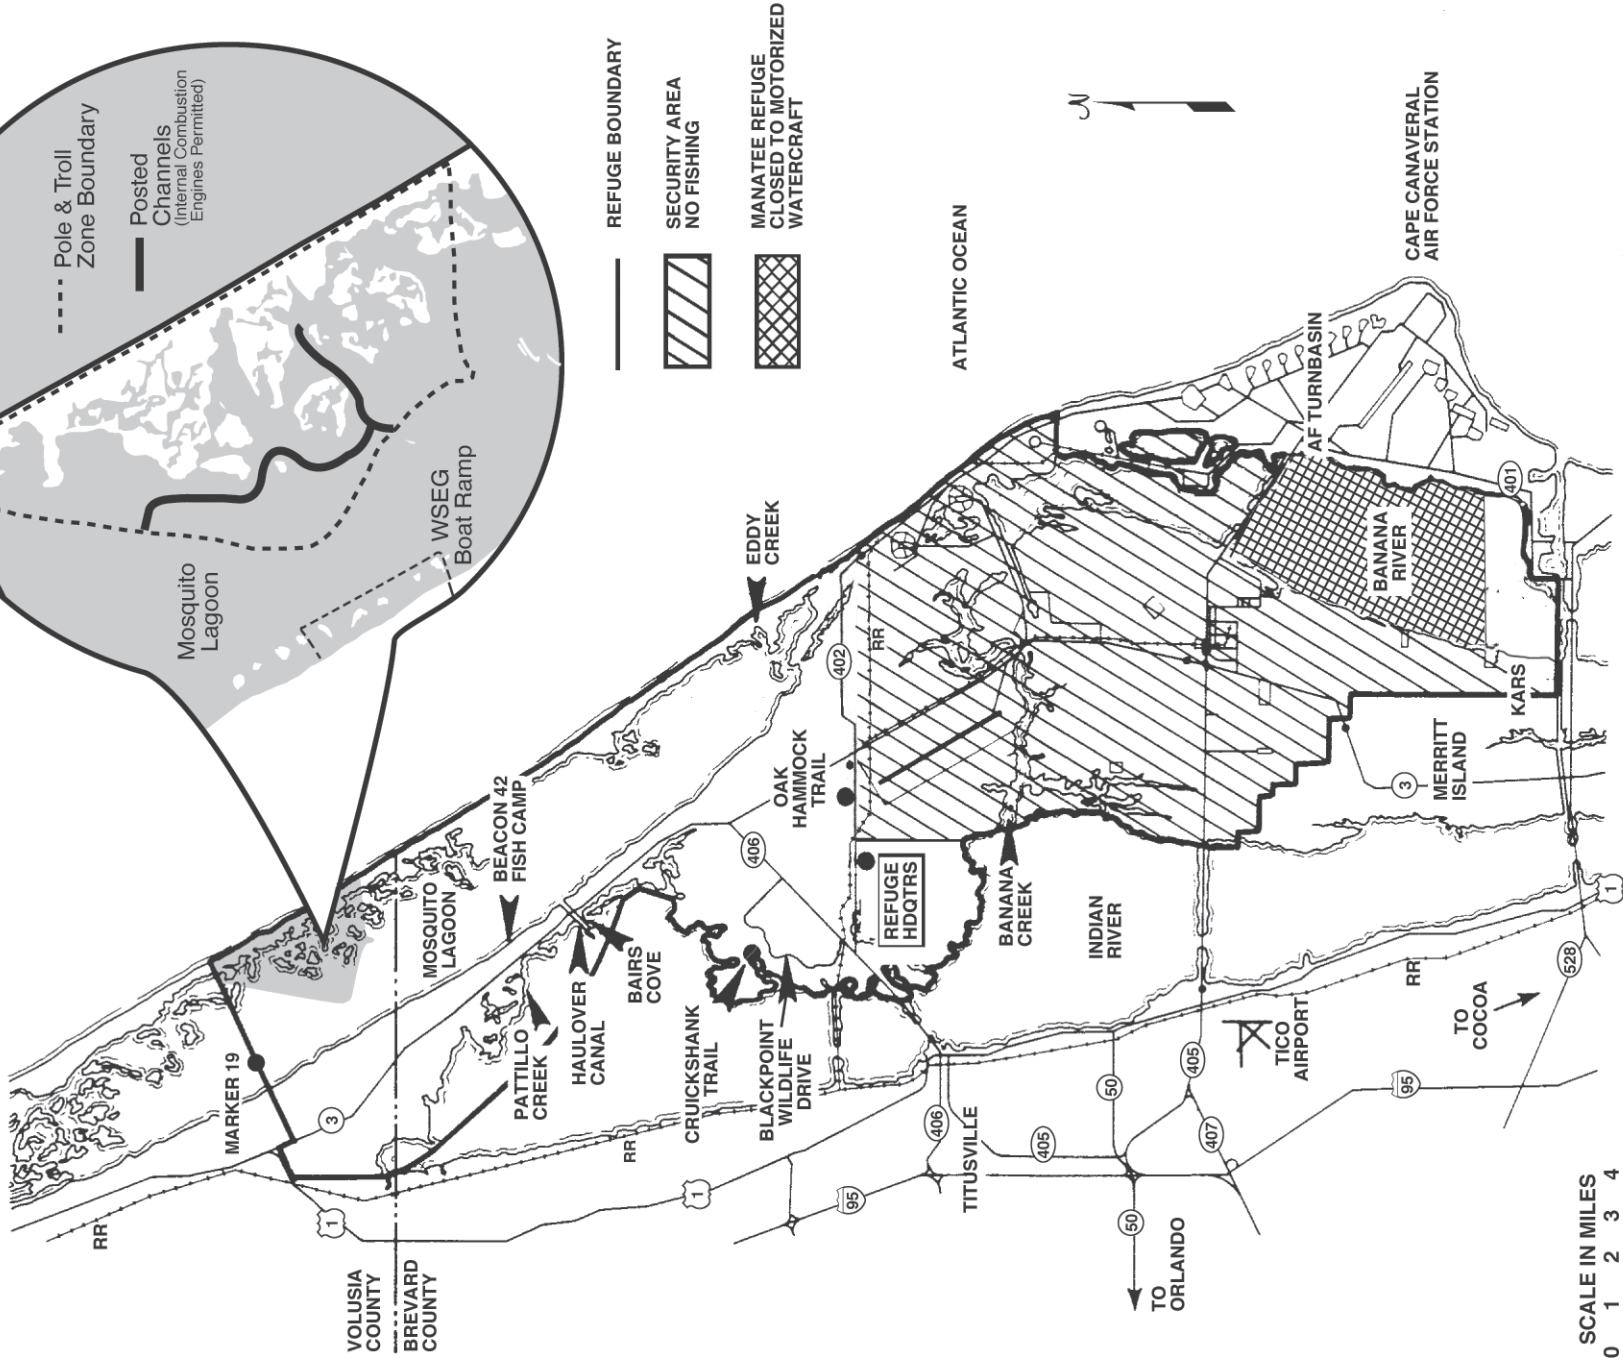 Pole & Troll
Zone Boundary
Posted
Channels
(Internal Combustion
Engines Permitted)
Mosquito
Lagoon
WSEG
Boat Ramp
REFUGE BOUNDARY
SECURITY AREA
NO FISHING
MANATEE REFUGE
CLOSED TO MOTORIZED
WATERCRAFT
N
ATLANTIC OCEAN
CAPE CANAVERAL
AIR FORCE STATION
AF TURNBASIN
401
BANANA
RIVER
KARS
EDDY
CREEK
402
RR
OAK
HAMMOCK
TRAIL
3
MERRITT
ISLAND
BEACON 42
FISH CAMP
406
MOSQUITO
LAGOON
REFUGE
HDQTRS
BANANA
CREEK
INDIAN
RIVER
BAIRS
COVE
HAULOVER
CANAL
PATTILLO
CREEK
CRUICKSHANK
TRAIL
BLACKPOINT
WILDLIFE
DRIVE
MARKER 19
3
RR
RR
RR
1
1
1
528
TO
COCOA
TICO
AIRPORT
405
50
95
407
406
405
TITUSVILLE
95
50
TO
ORLANDO
VOLUSIA
COUNTY
BREVARD
COUNTY
SCALE IN MILES
0 1 2 3 4